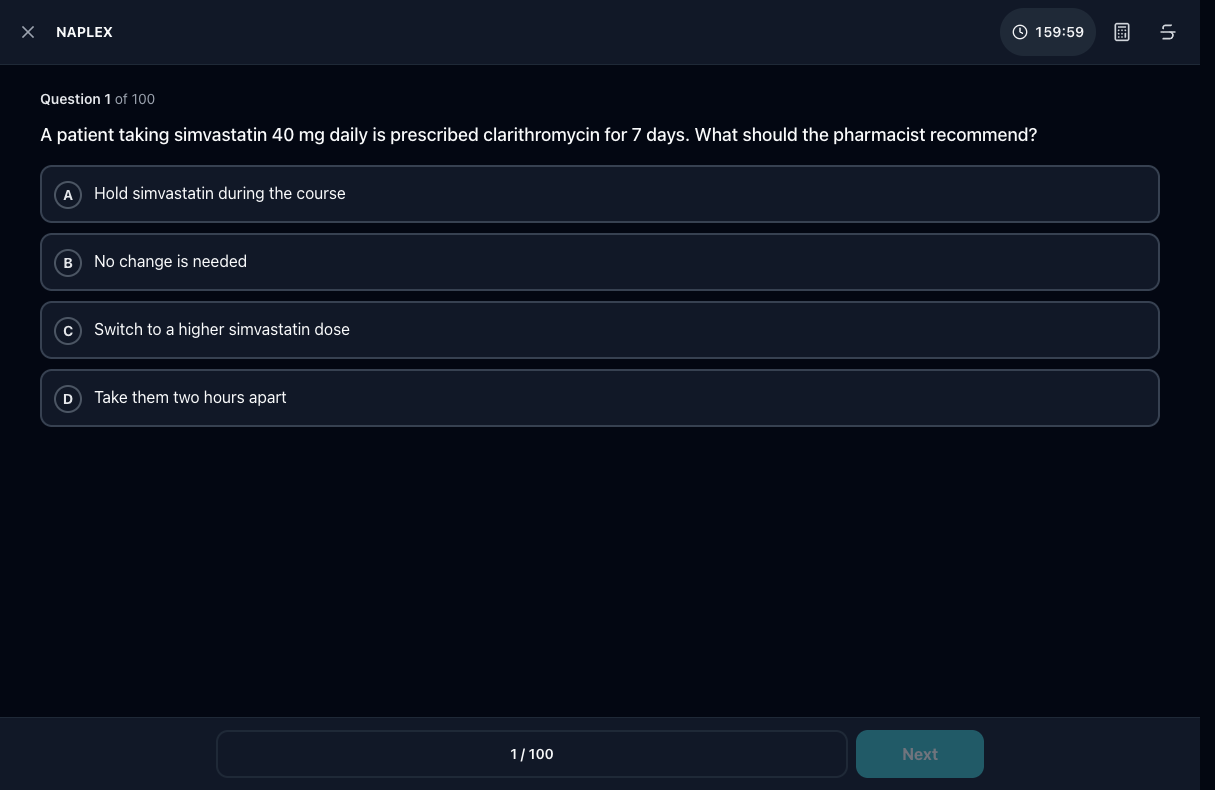 NAPLEX
159:59
Question 1 of 100
A patient taking simvastatin 40 mg daily is prescribed clarithromycin for 7 days. What should the pharmacist recommend?
A Hold simvastatin during the course
B No change is needed
C Switch to a higher simvastatin dose
D Take them two hours apart
1 / 100
Next